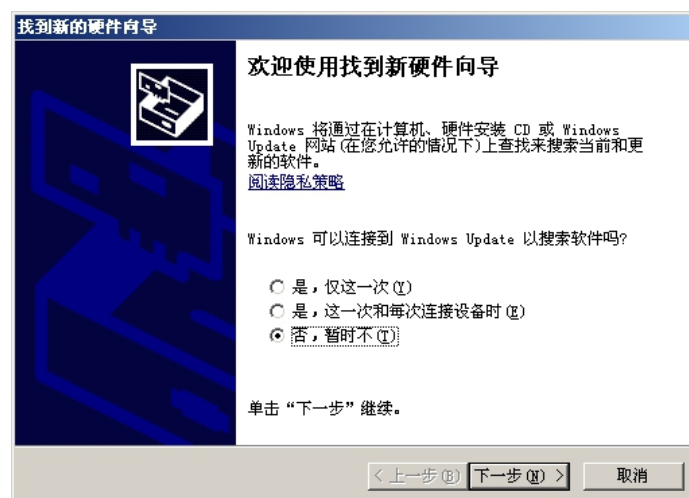 找到新的硬件向导
欢迎使用找到新硬件向导
Windows 将通过在计算机、硬件安装 CD 或 Windows
Update 网站(在您允许的情况下)上查找来搜索当前和更
新的软件。
阅读隐私策略
Windows 可以连接到 Windows Update 以搜索软件吗?
是，仅这一次(Y)
是，这一次和每次连接设备时(E)
否，暂时不(T)
单击“下一步”继续。
< 上一步(B) 下一步(N) > 取消